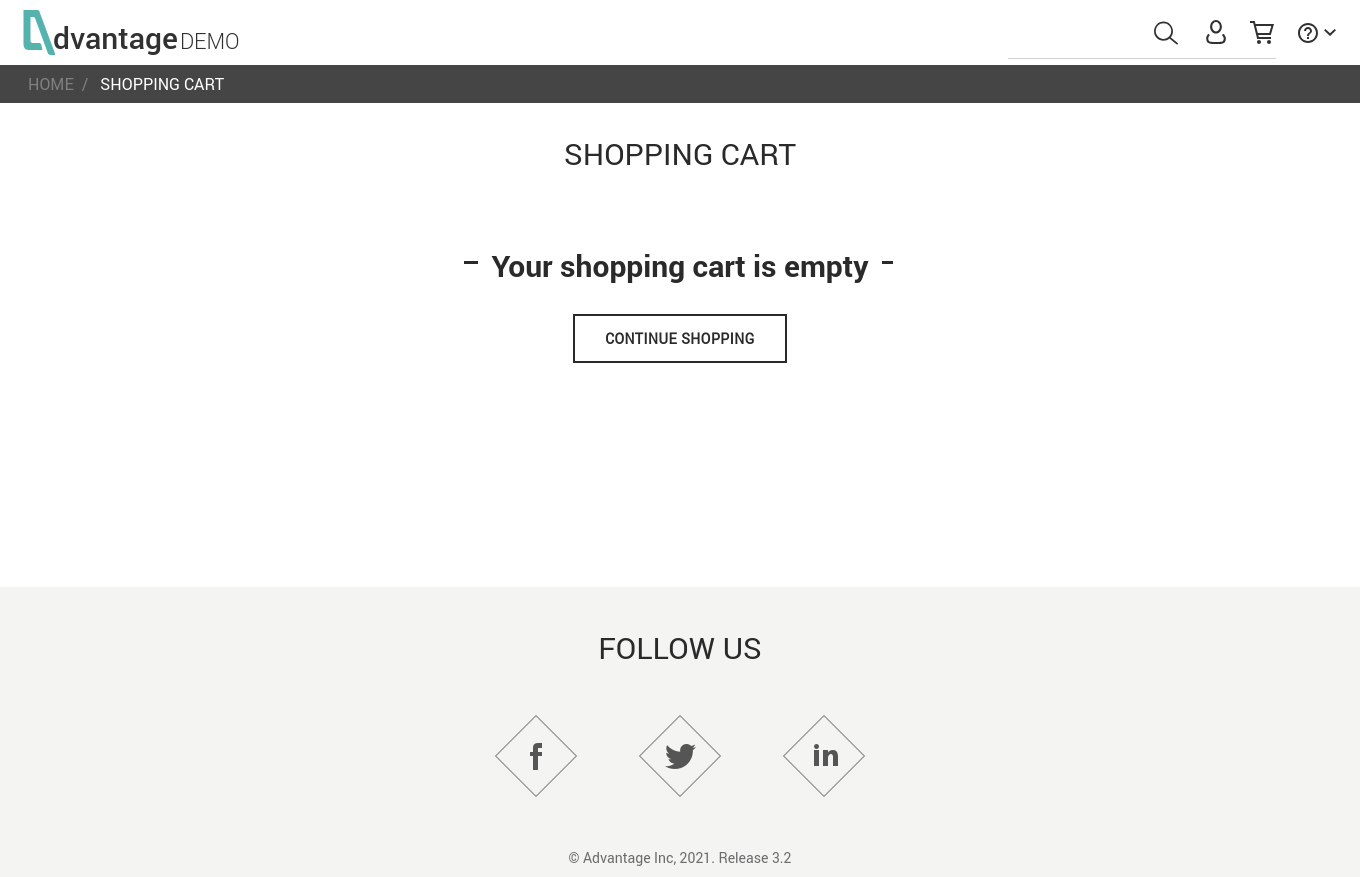 dvantage DEMO
HOME / SHOPPING CART
SHOPPING CART
- Your shopping cart is empty -
CONTINUE SHOPPING
FOLLOW US
f
in
© Advantage Inc, 2021. Release 3.2